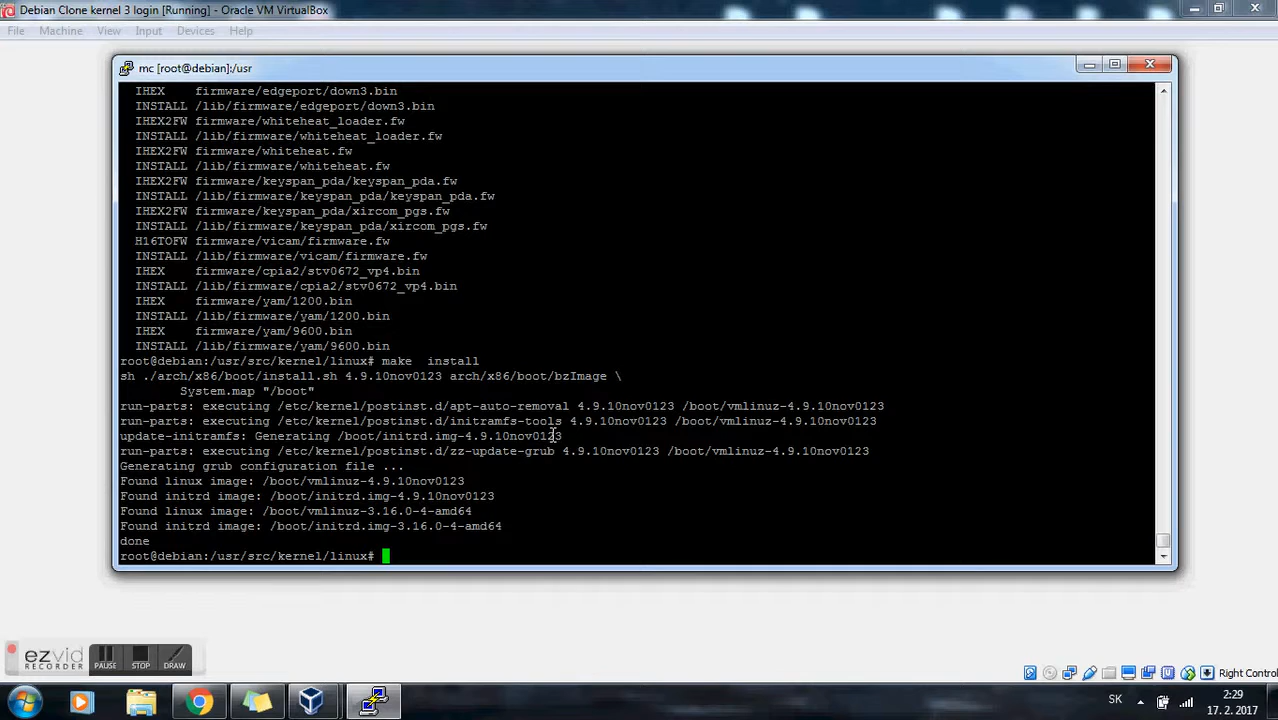 Debian Clone kernel 3 login [Running] - Oracle VM VirtualBox
File Machine View Input Devices Help
mc [root@debian]:/usr
IHEX firmware/edgeport/down3.bin
INSTALL /lib/firmware/edgeport/down3.bin
IHEX2FW firmware/whiteheat_loader.fw
INSTALL /lib/firmware/whiteheat_loader.fw
IHEX2FW firmware/whiteheat.fw
INSTALL /lib/firmware/whiteheat.fw
IHEX2FW firmware/keyspan_pda/keyspan_pda.fw
INSTALL /lib/firmware/keyspan_pda/keyspan_pda.fw
IHEX2FW firmware/keyspan_pda/xircom_pgs.fw
INSTALL /lib/firmware/keyspan_pda/xircom_pgs.fw
H16TOFW firmware/vicam/firmware.fw
INSTALL /lib/firmware/vicam/firmware.fw
IHEX firmware/cpia2/stv0672_vp4.bin
INSTALL /lib/firmware/cpia2/stv0672_vp4.bin
IHEX firmware/yam/1200.bin
INSTALL /lib/firmware/yam/1200.bin
IHEX firmware/yam/9600.bin
INSTALL /lib/firmware/yam/9600.bin
root@debian:/usr/src/kernel/linux# make  install
sh ./arch/x86/boot/install.sh 4.9.10nov0123 arch/x86/boot/bzImage \
System.map "/boot"
run-parts: executing /etc/kernel/postinst.d/apt-auto-removal 4.9.10nov0123 /boot/vmlinuz-4.9.10nov0123
run-parts: executing /etc/kernel/postinst.d/initramfs-tools 4.9.10nov0123 /boot/vmlinuz-4.9.10nov0123
update-initramfs: Generating /boot/initrd.img-4.9.10nov0123
run-parts: executing /etc/kernel/postinst.d/zz-update-grub 4.9.10nov0123 /boot/vmlinuz-4.9.10nov0123
Generating grub configuration file ...
Found linux image: /boot/vmlinuz-4.9.10nov0123
Found initrd image: /boot/initrd.img-4.9.10nov0123
Found linux image: /boot/vmlinuz-3.16.0-4-amd64
Found initrd image: /boot/initrd.img-3.16.0-4-amd64
done
root@debian:/usr/src/kernel/linux#
ezvid
RECORDER
PAUSE STOP DRAW
Right Control
SK
2:29
17. 2. 2017